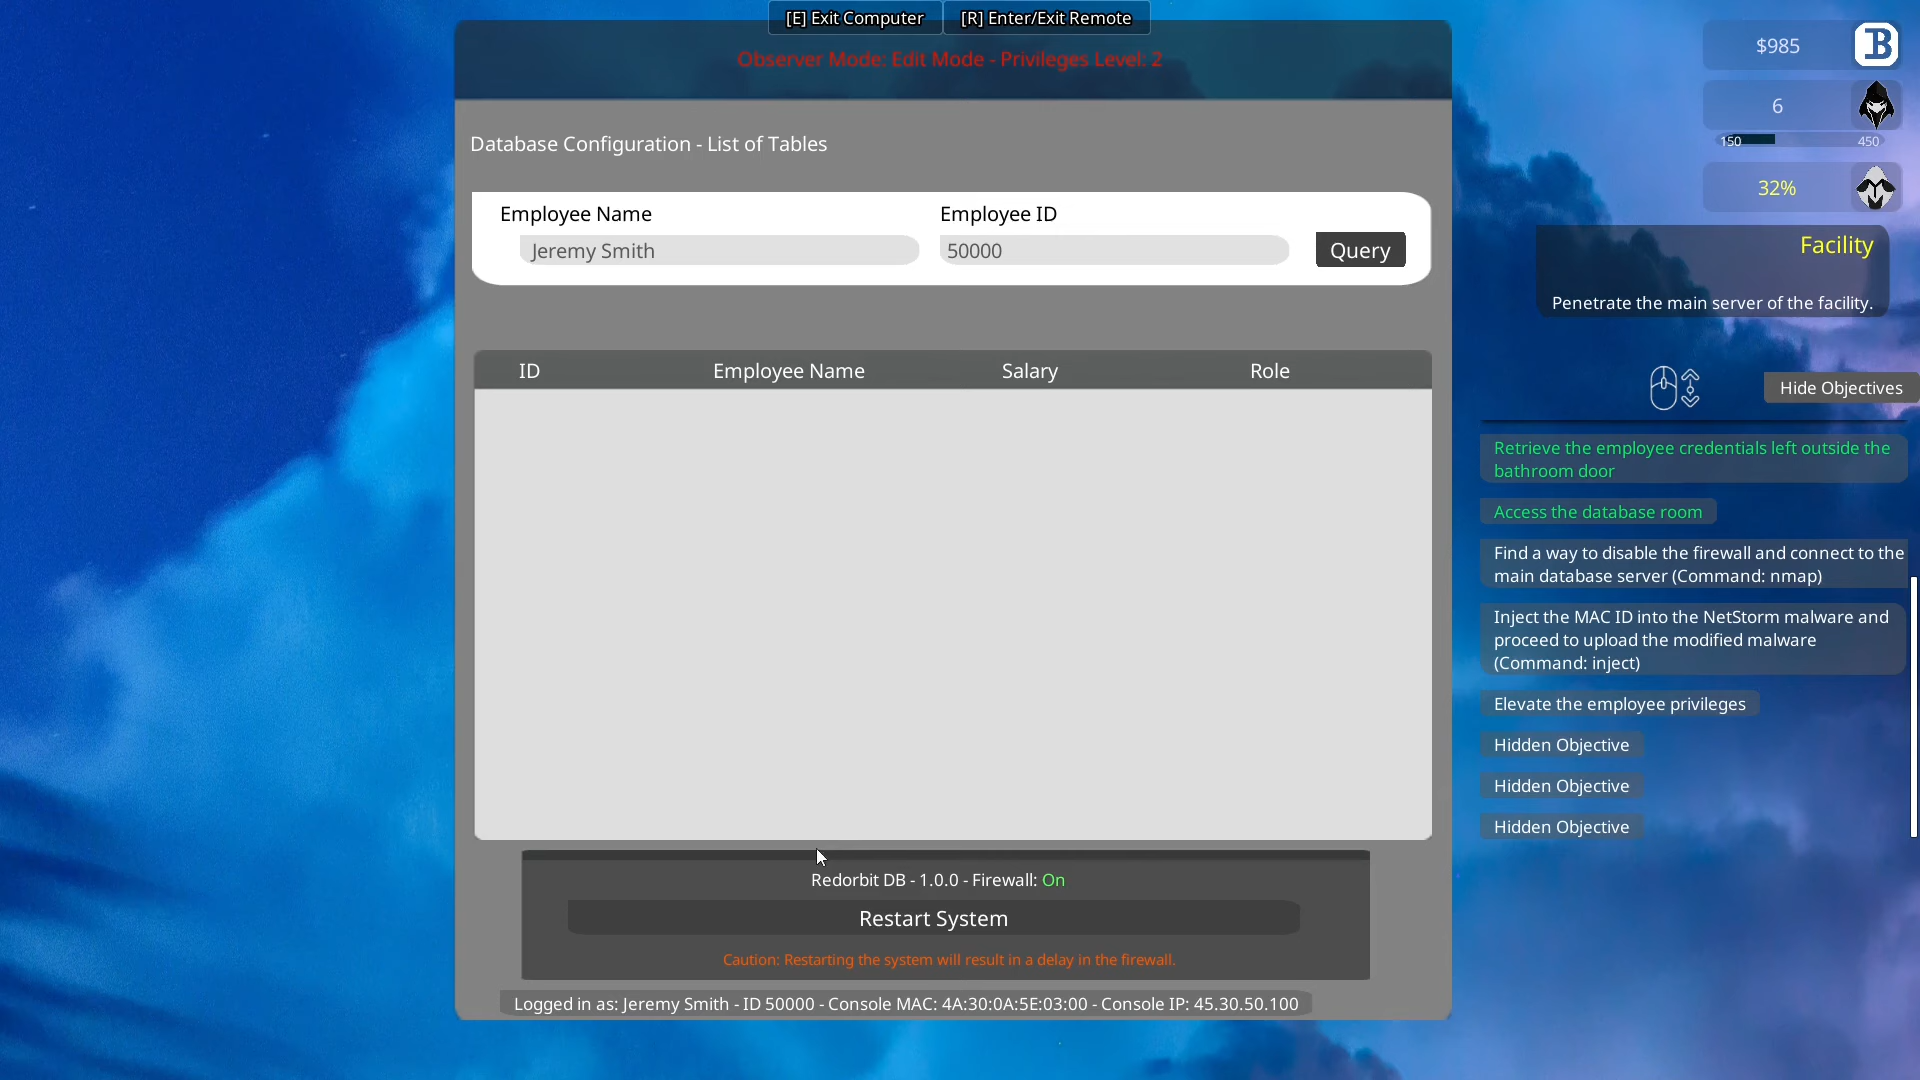 [E] Exit Computer
[R] Enter/Exit Remote
Observer Mode: Edit Mode - Privileges Level: 2
Database Configuration - List of Tables
Employee Name
Employee ID
Jeremy Smith
50000
Query
ID
Employee Name
Salary
Role
Redorbit DB - 1.0.0 - Firewall: On
Restart System
Caution: Restarting the system will result in a delay in the firewall.
Logged in as: Jeremy Smith - ID 50000 - Console MAC: 4A:30:0A:5E:03:00 - Console IP: 45.30.50.100
$985
B
6
150
450
32%
Facility
Penetrate the main server of the facility.
Hide Objectives
Retrieve the employee credentials left outside the
bathroom door
Access the database room
Find a way to disable the firewall and connect to the
main database server (Command: nmap)
Inject the MAC ID into the NetStorm malware and
proceed to upload the modified malware
(Command: inject)
Elevate the employee privileges
Hidden Objective
Hidden Objective
Hidden Objective